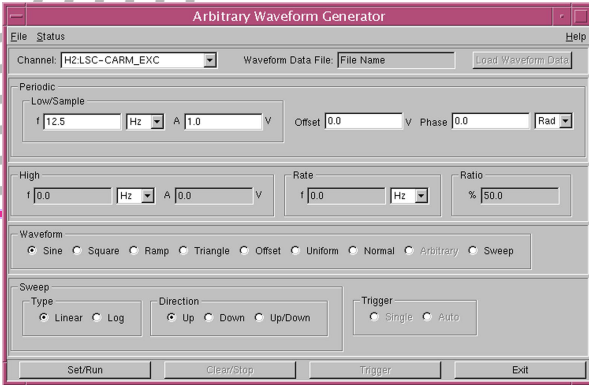 Arbitrary Waveform Generator
File Status Help
Channel: H2:LSC-CARM_EXC Waveform Data File: File Name Load Waveform Data
Periodic
Low/Sample
f 12.5 Hz A 1.0 V Offset 0.0 V Phase 0.0 Rad
High Rate Ratio
f 0.0 Hz A 0.0 V f 0.0 Hz % 50.0
Waveform
Sine Square Ramp Triangle Offset Uniform Normal Arbitrary Sweep
Sweep
Type Direction Trigger
Linear Log Up Down Up/Down Single Auto
Set/Run Clear/Stop Trigger Exit